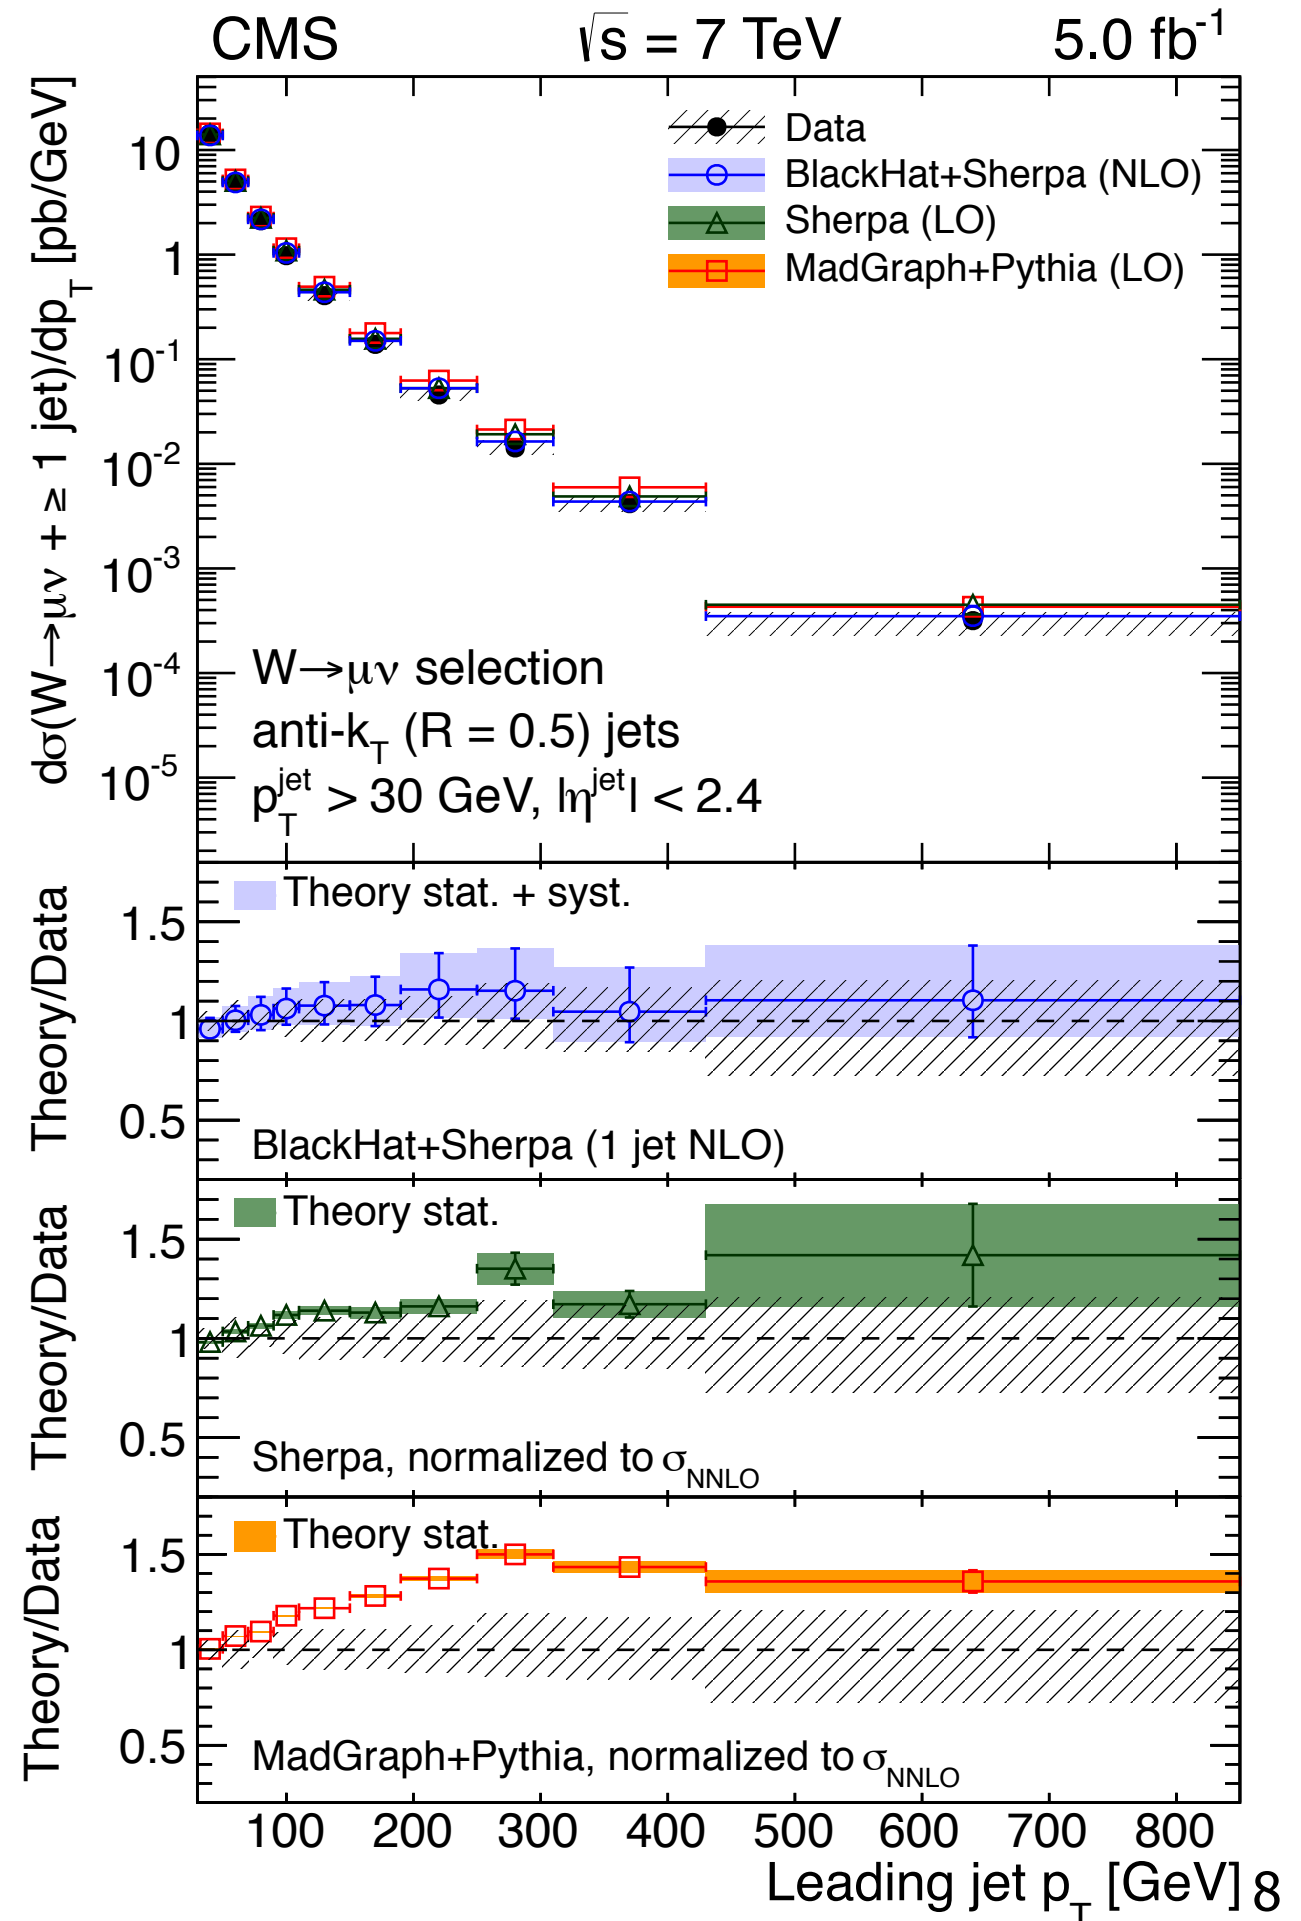 CMS √s = 7 TeV 5.0 fb⁻¹
dσ(W→μν + ≥ 1 jet)/dp_T [pb/GeV]
10
1
10⁻¹
10⁻²
10⁻³
10⁻⁴
10⁻⁵
Data
BlackHat+Sherpa (NLO)
Sherpa (LO)
MadGraph+Pythia (LO)
W→μν selection
anti-k_T (R = 0.5) jets
p_T^jet > 30 GeV, |η^jet| < 2.4
Theory/Data
1.5
1
0.5
Theory stat. + syst.
BlackHat+Sherpa (1 jet NLO)
Theory/Data
1.5
1
0.5
Theory stat.
Sherpa, normalized to σ_NNLO
Theory/Data
1.5
1
0.5
Theory stat.
MadGraph+Pythia, normalized to σ_NNLO
100 200 300 400 500 600 700 800
Leading jet p_T [GeV] 8